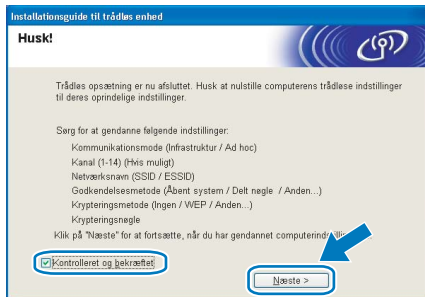 Installationsguide til trådløs enhed
Husk!
Trådløs opsætning er nu afsluttet. Husk at nulstille computerens trådløse indstillinger
til deres oprindelige indstillinger.
Sørg for at gendanne følgende indstillinger:
Kommunikationsmode (Infrastruktur / Ad hoc)
Kanal (1-14) (Hvis muligt)
Netværksnavn (SSID / ESSID)
Godkendelsesmetode (Åbent system / Delt nøgle / Anden...)
Krypteringsmetode (Ingen / WEP / Anden...)
Krypteringsnøgle
Klik på "Næste" for at fortsætte, når du har gendannet
Kontrolleret og bekræftet
Næste >